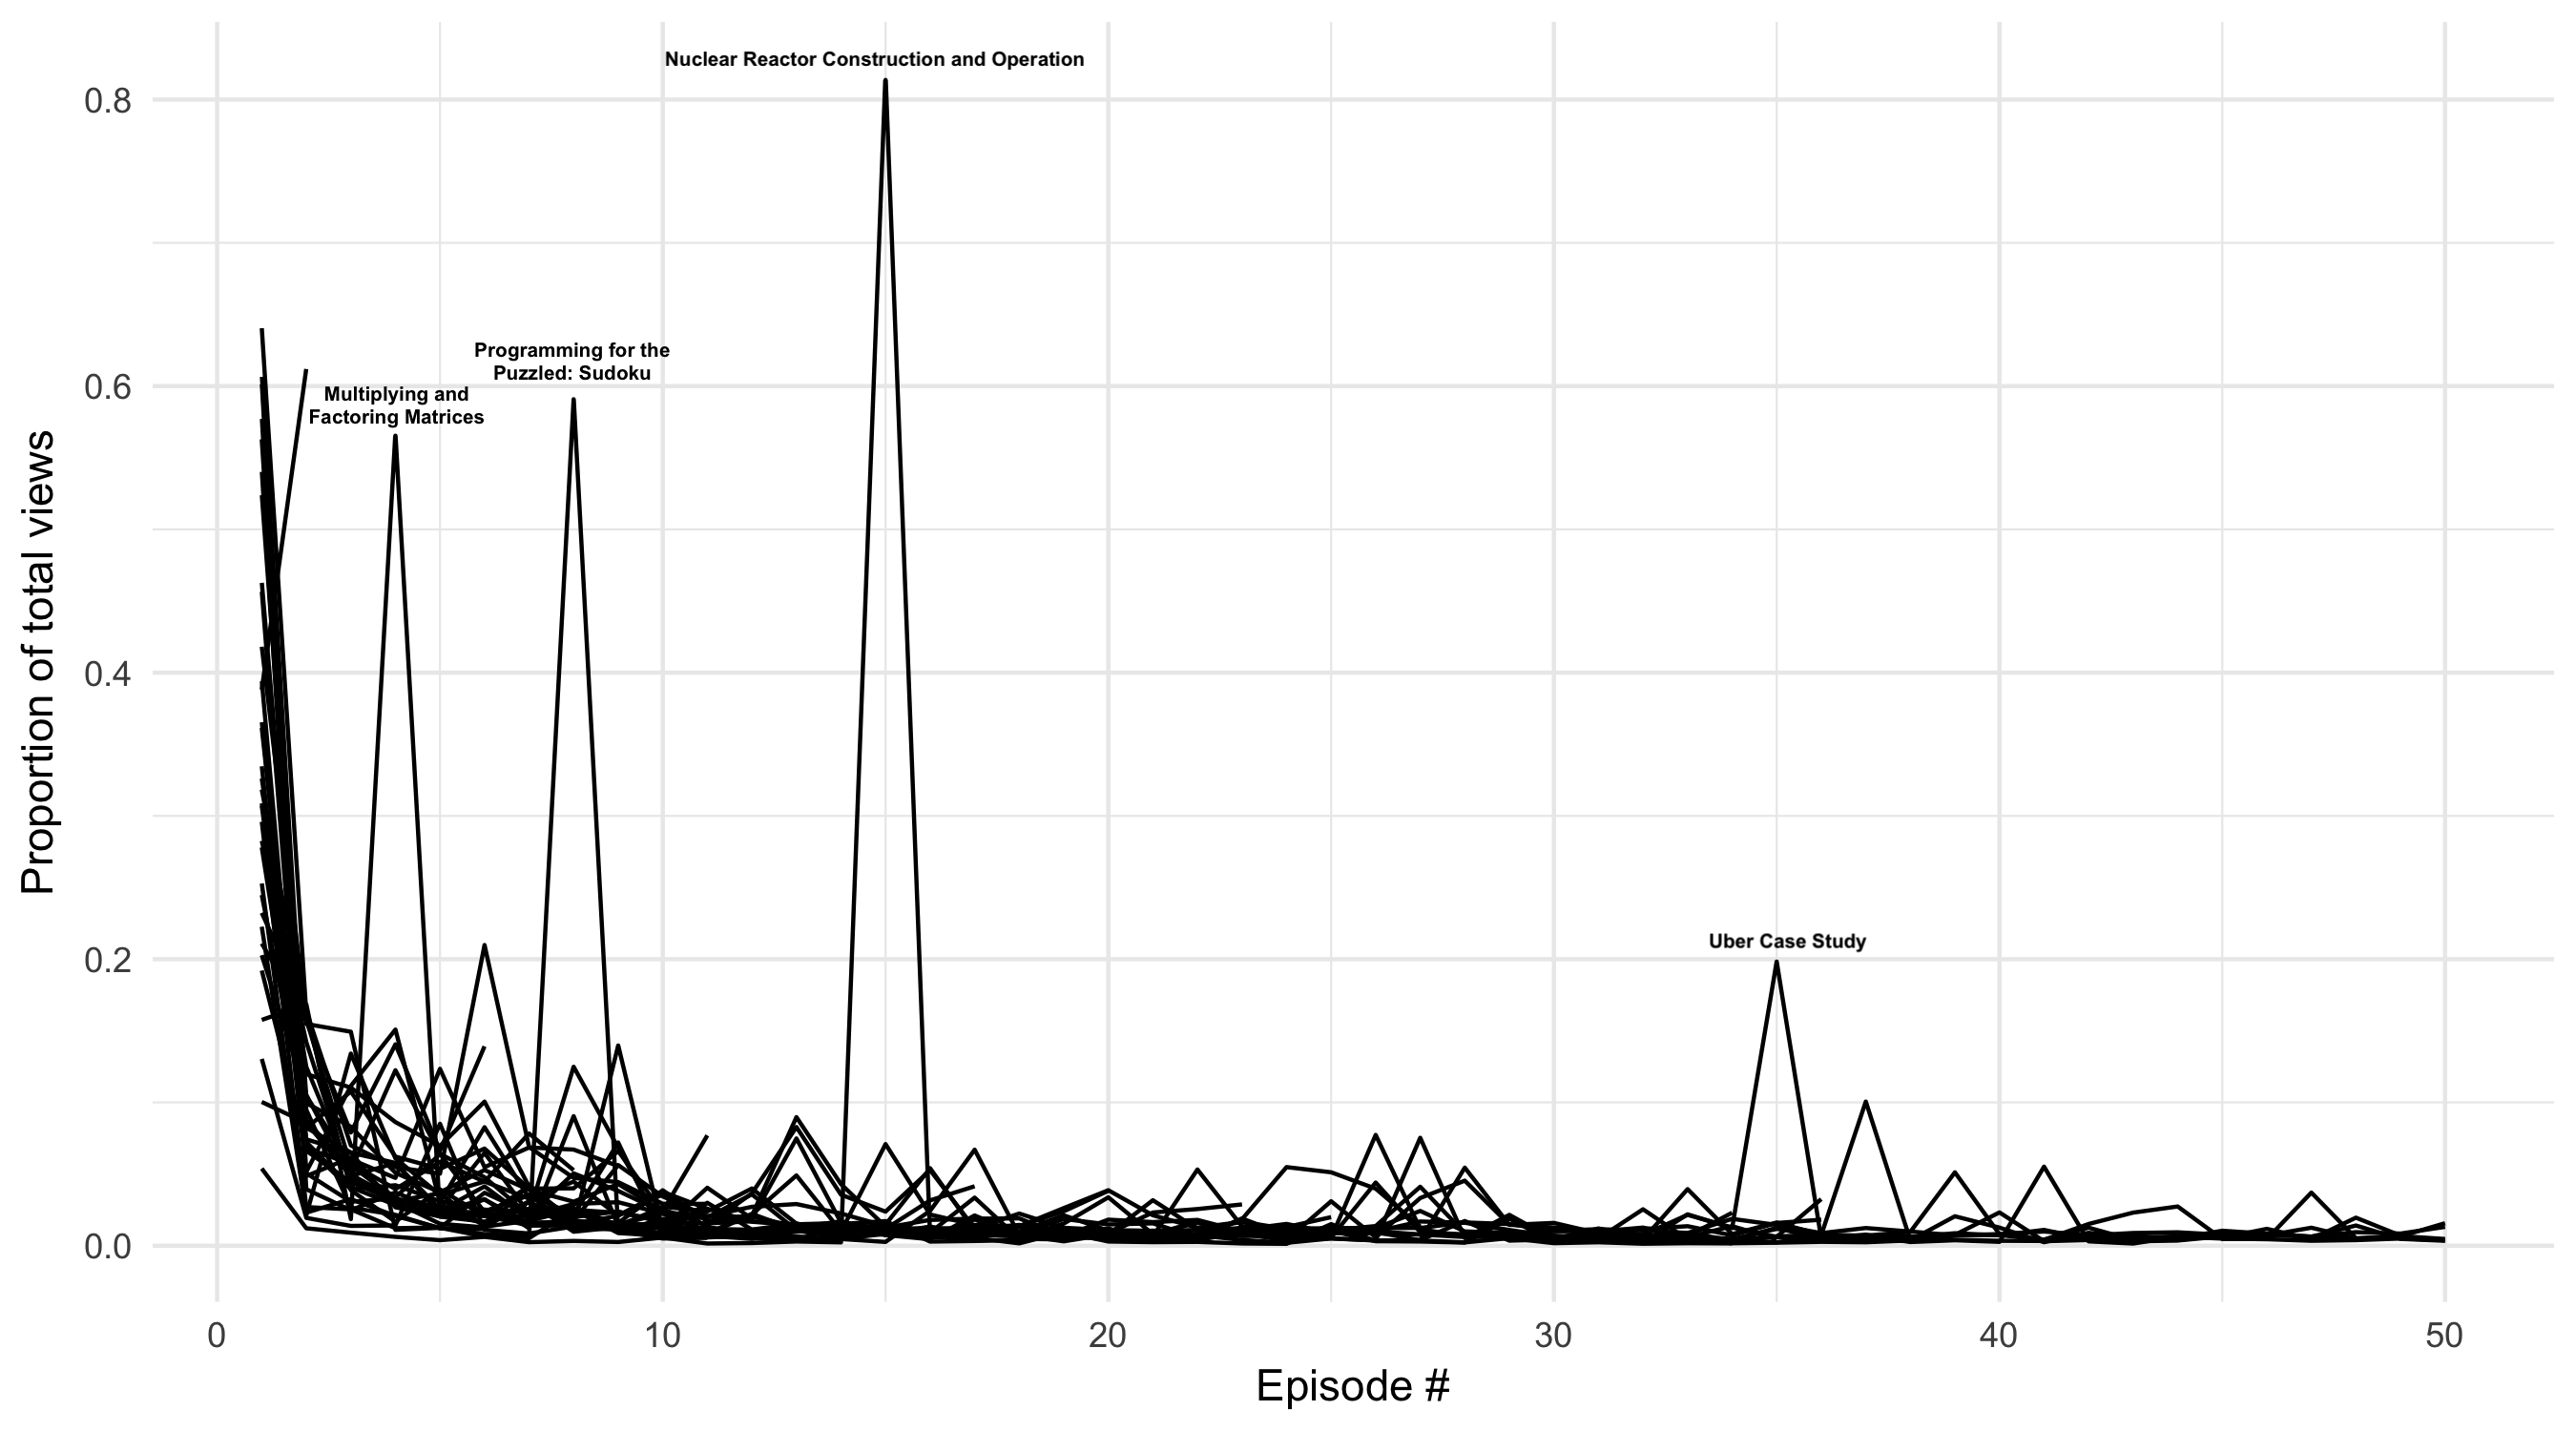 Nuclear Reactor Construction and Operation
0.8
Programming for the
Puzzled: Sudoku
0.6
Multiplying and
Factoring Matrices
Proportion of total views
0.4
Uber Case Study
0.2
0.0
0
10
20
30
40
50
Episode #